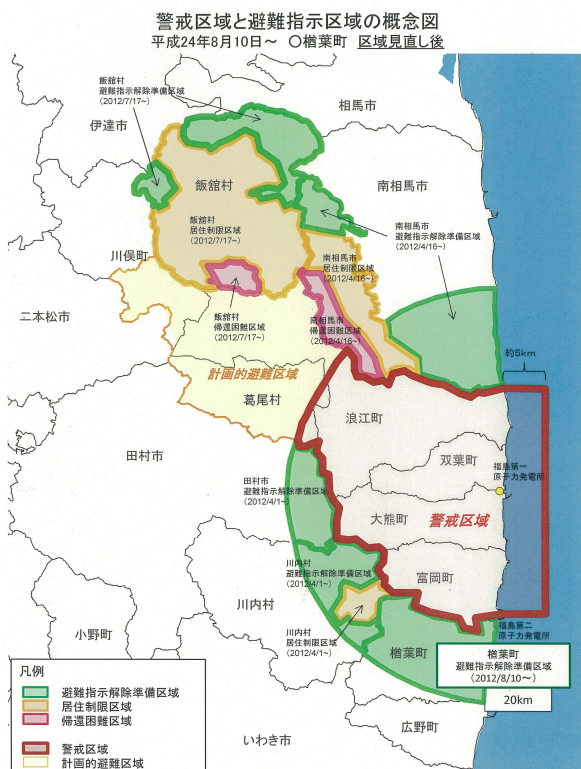 警戒区域と避難指示区域の概念図
平成24年8月10日～　〇楢葉町　区域見直し後
飯舘村
避難指示解除準備区域
(2012/7/17~)
相馬市
伊達市
飯舘村
南相馬市
飯舘村
居住制限区域
(2012/7/17~)
南相馬市
避難指示解除準備区域
(2012/4/16~)
川俣町
南相馬市
居住制限区域
(2012/4/16~)
二本松市
飯舘村
帰還困難区域
(2012/7/17~)
南相馬市
帰還困難区域
(2012/4/16~)
約5km
計画的避難区域
葛尾村
浪江町
田村市
双葉町
福島第一
原子力発電所
田村市
避難指示解除準備区域
(2012/4/1~)
大熊町
警戒区域
川内村
避難指示解除準備区域
(2012/4/1~)
富岡町
川内村
小野町
川内村
居住制限区域
(2012/4/1~)
福島第二
原子力発電所
楢葉町
楢葉町
避難指示解除準備区域
(2012/8/10～)
20km
広野町
いわき市
凡例
避難指示解除準備区域
居住制限区域
帰還困難区域
警戒区域
計画的避難区域